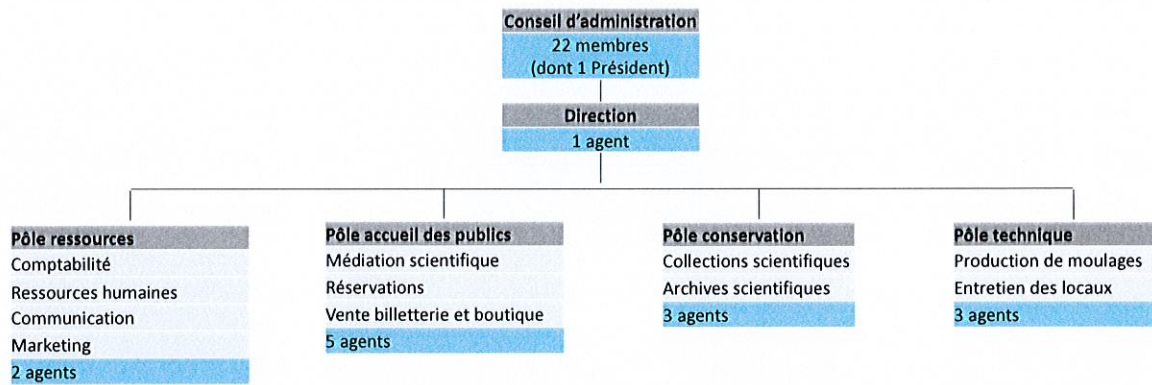 Conseil d'administration
22 membres
(dont 1 Président)
Direction
1 agent
Pôle ressources
Comptabilité
Ressources humaines
Communication
Marketing
2 agents
Pôle accueil des publics
Médiation scientifique
Réservations
Vente billetterie et boutique
5 agents
Pôle conservation
Collections scientifiques
Archives scientifiques
3 agents
Pôle technique
Production de moulages
Entretien des locaux
3 agents